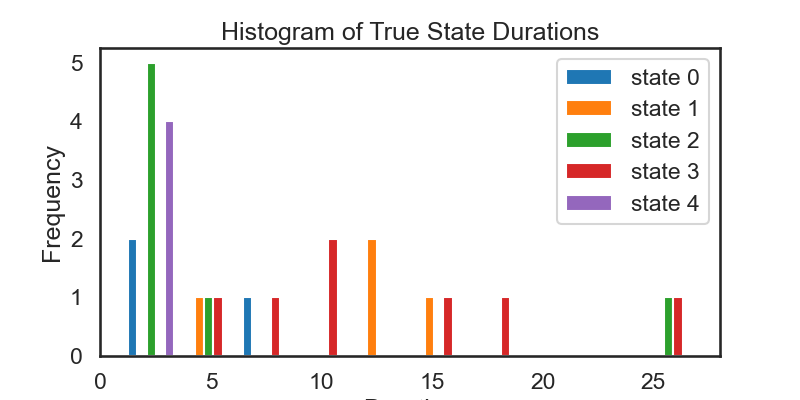 Histogram of True State Durations
5
4
3
2
1
0
Frequency
state 0
state 1
state 2
state 3
state 4
0 5 10 15 20 25